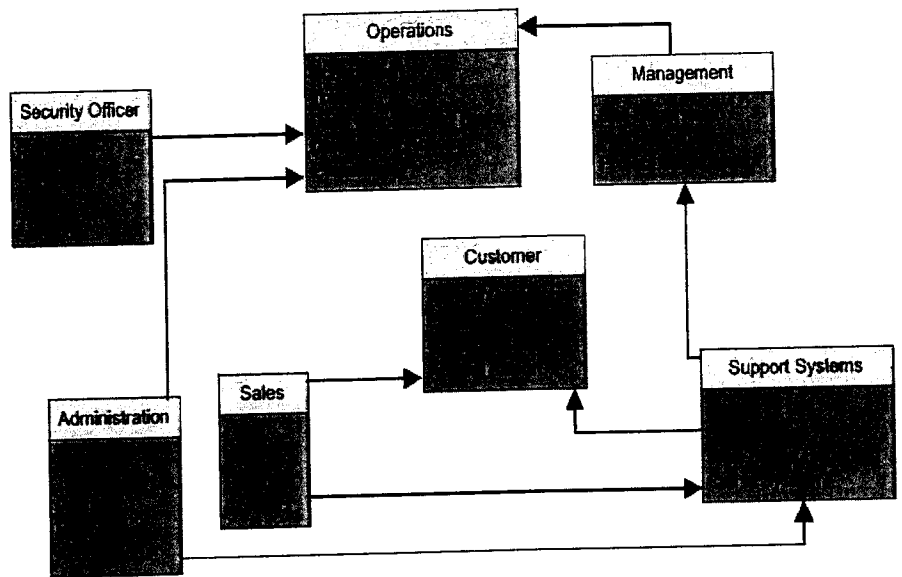 Operations
Management
Security Officer
Customer
Support Systems
Sales
Administration